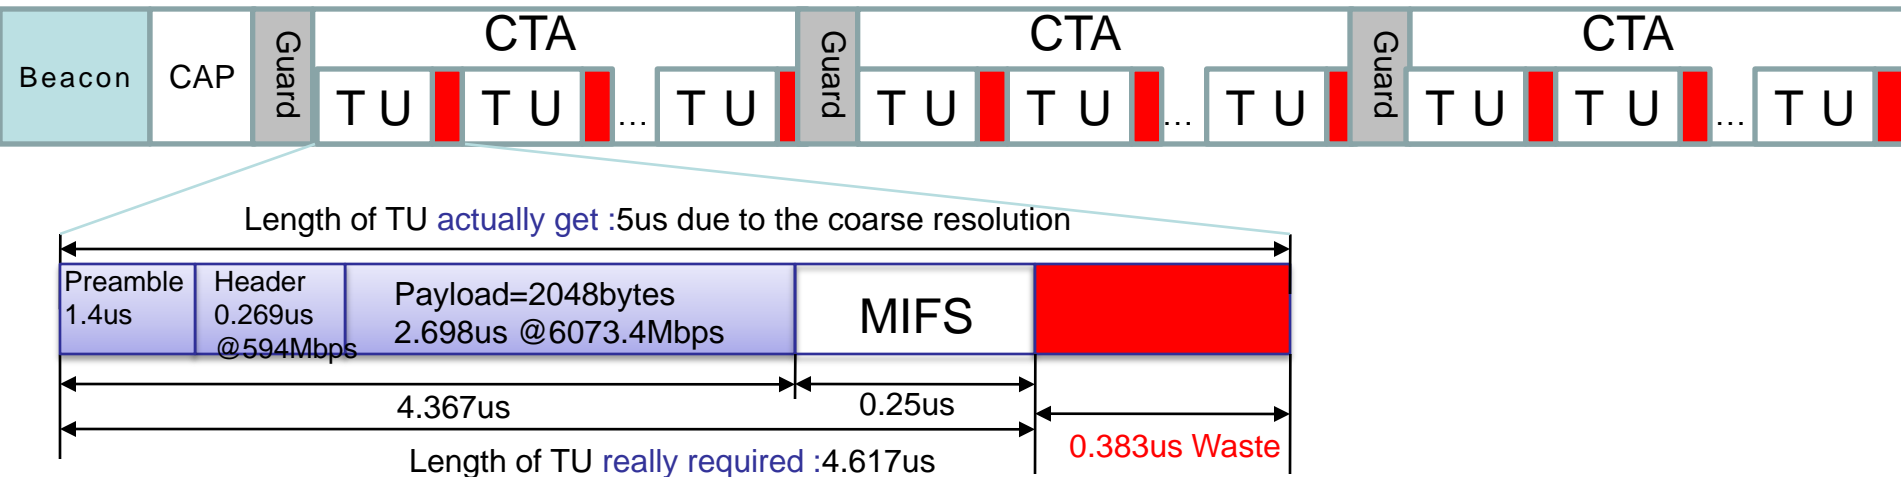 Beacon
CAP
Guard
CTA
T U
T U
...
T U
Guard
CTA
T U
T U
...
T U
Guard
CTA
T U
T U
...
T U
Length of TU actually get :5us due to the coarse resolution
Preamble
1.4us
Header
0.269us
@594Mbps
Payload=2048bytes
2.698us @6073.4Mbps
MIFS
4.367us
0.25us
0.383us Waste
Length of TU really required :4.617us